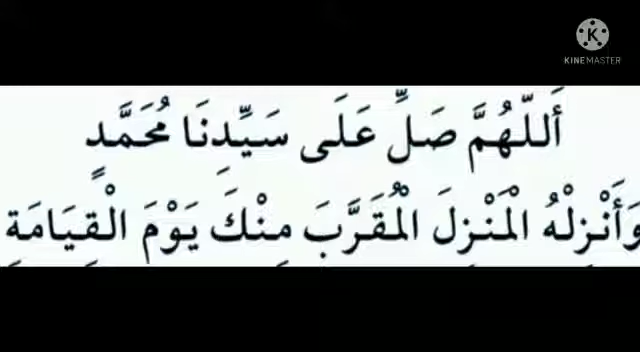 KINEMASTER
أَللّٰهُمَّ صَلِّ عَلَى سَيِّدِنَا مُحَمَّدٍ
وَأَنْزِلْهُ الْمَنْزِلَ الْمُقَرَّبَ مِنْكَ يَوْمَ الْقِيَامَةِ